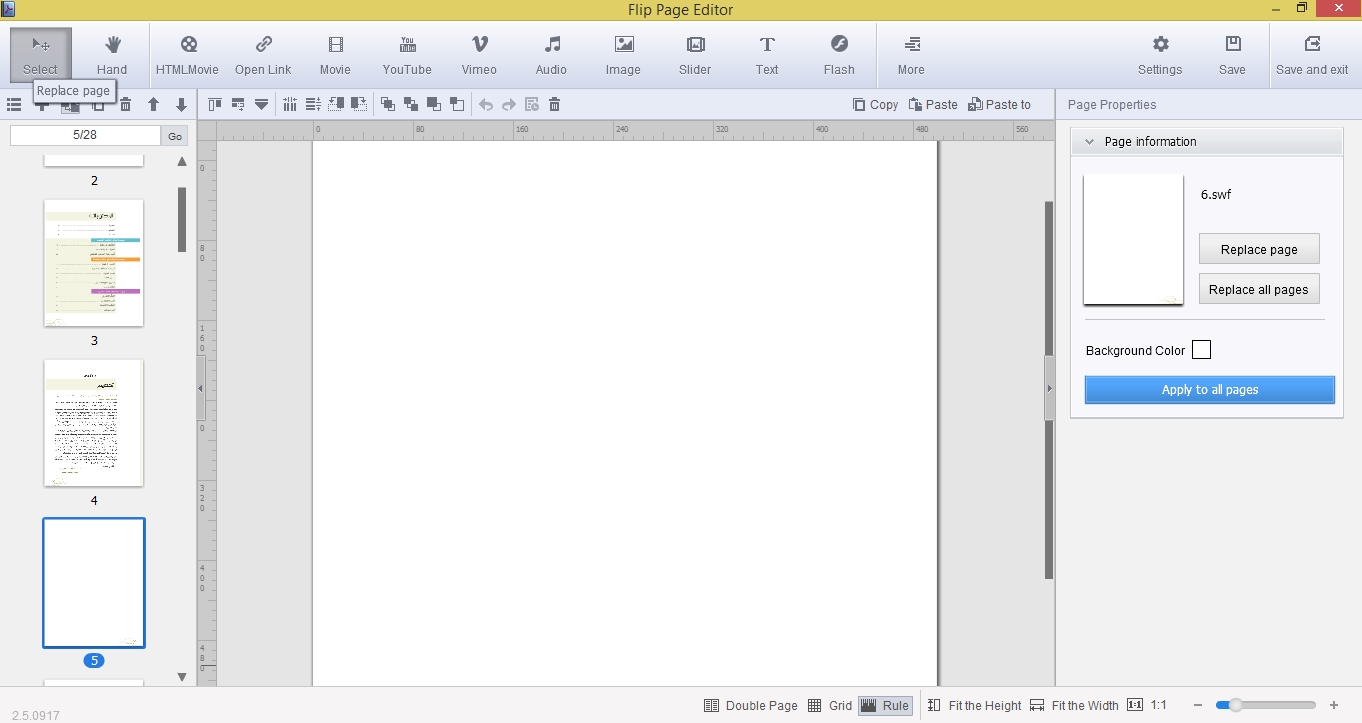 Flip Page Editor
Select
Hand
HTMLMovie
Open Link
Movie
YouTube
Vimeo
Audio
Image
Slider
Text
Flash
More
Settings
Save
Save and exit
Replace page
Copy
Paste
Paste to
Page Properties
5/28
Go
0 80 160 240 320 400 480 560
Page information
2
6.swf
Replace page
Replace all pages
3
Background Color
Apply to all pages
تقديم
4
5
Double Page
Grid
Rule
Fit the Height
Fit the Width
1:1
1:1
2.5.0917